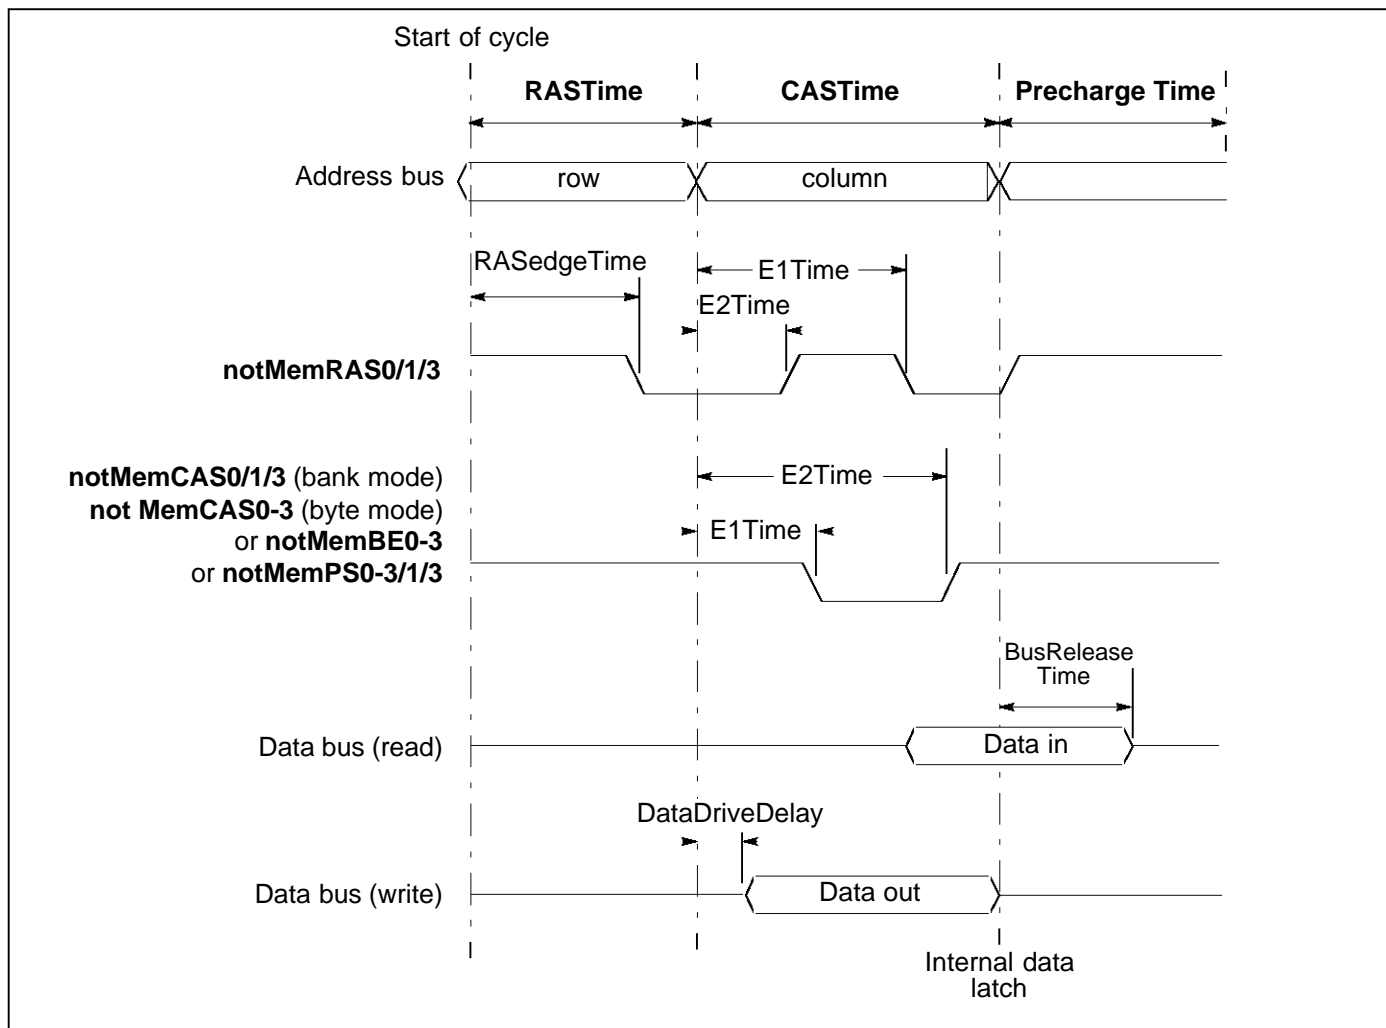 Start of cycle
RASTime CASTime Precharge Time
Address bus row column
RASedgeTime
E1Time
E2Time
notMemRAS0/1/3
notMemCAS0/1/3 (bank mode)
E2Time
not MemCAS0-3 (byte mode)
E1Time
or notMemBE0-3
or notMemPS0-3/1/3
BusRelease
Time
Data bus (read) Data in
DataDriveDelay
Data bus (write) Data out
Internal data
latch